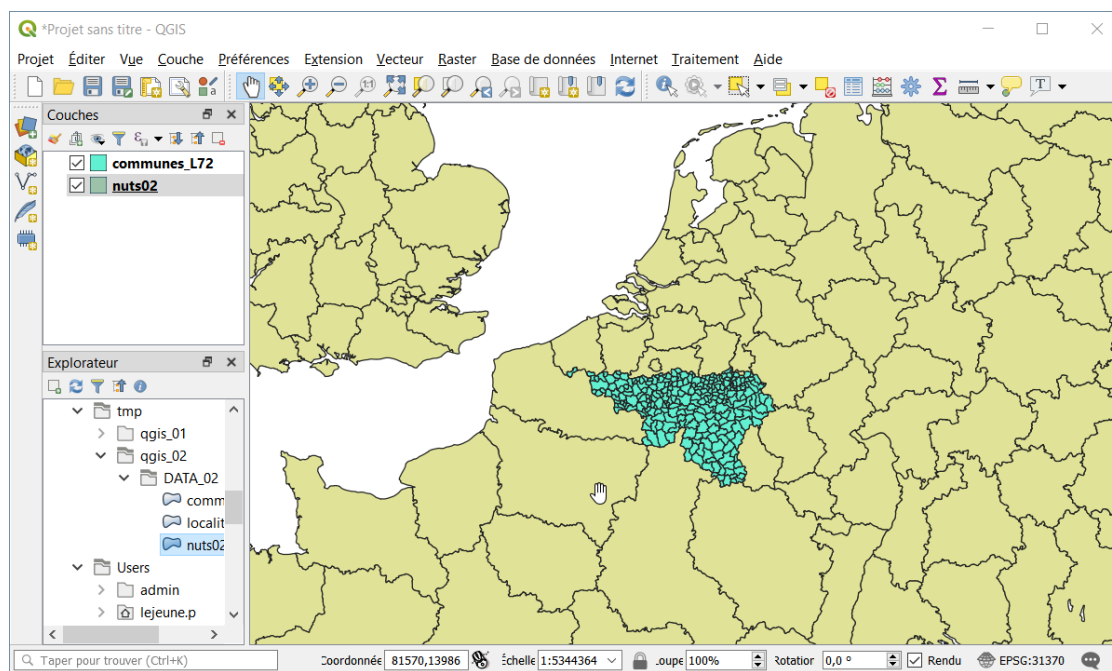 *Projet sans titre - QGIS
Projet Éditer Vue Couche Préférences Extension Vecteur Raster Base de données Internet Traitement Aide
Couches
communes_L72
nuts02
Explorateur
tmp
qgis_01
qgis_02
DATA_02
comm
localit
nuts02
Users
admin
lejeune.p
Taper pour trouver (Ctrl+K) Coordonnée 81570,13986 Échelle 1:5344364 Loupe 100% Rotation 0,0 ° Rendu EPSG:31370